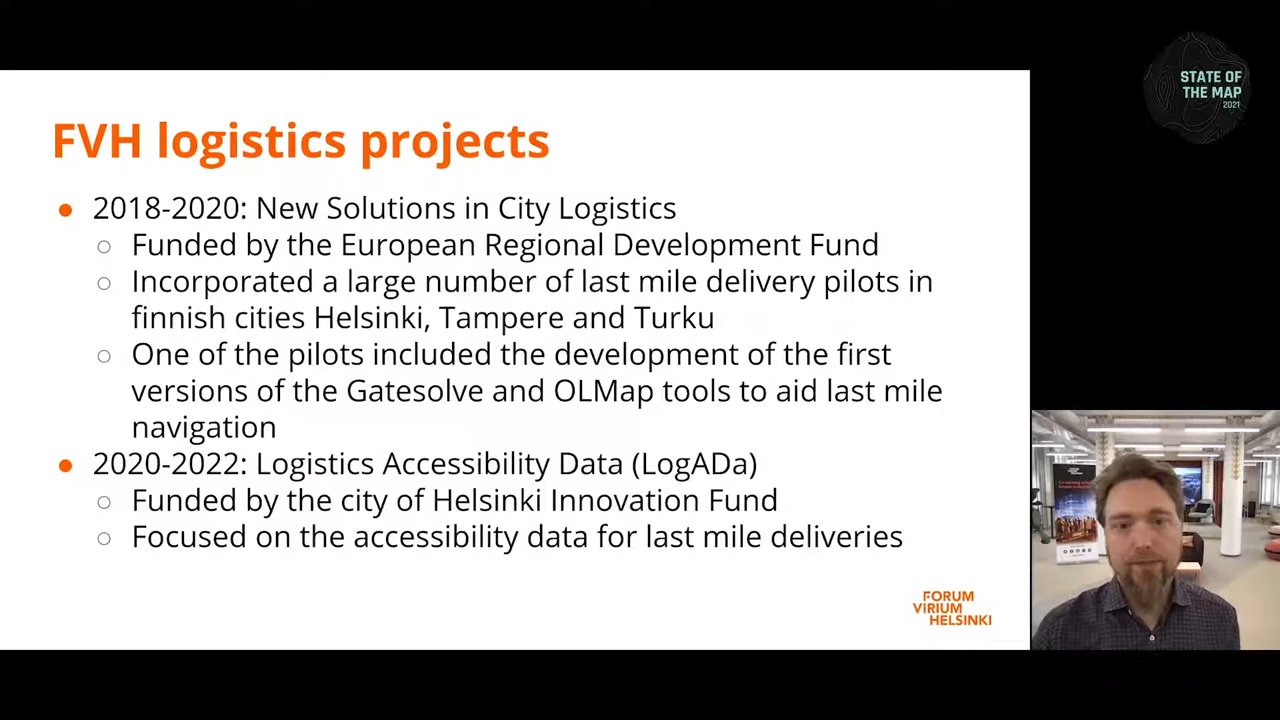 STATE OF
THE MAP
2021
FVH logistics projects
● 2018-2020: New Solutions in City Logistics
○ Funded by the European Regional Development Fund
○ Incorporated a large number of last mile delivery pilots in
finnish cities Helsinki, Tampere and Turku
○ One of the pilots included the development of the first
versions of the Gatesolve and OLMap tools to aid last mile
navigation
● 2020-2022: Logistics Accessibility Data (LogADa)
○ Funded by the city of Helsinki Innovation Fund
○ Focused on the accessibility data for last mile deliveries
FORUM
VIRIUM
HELSINKI